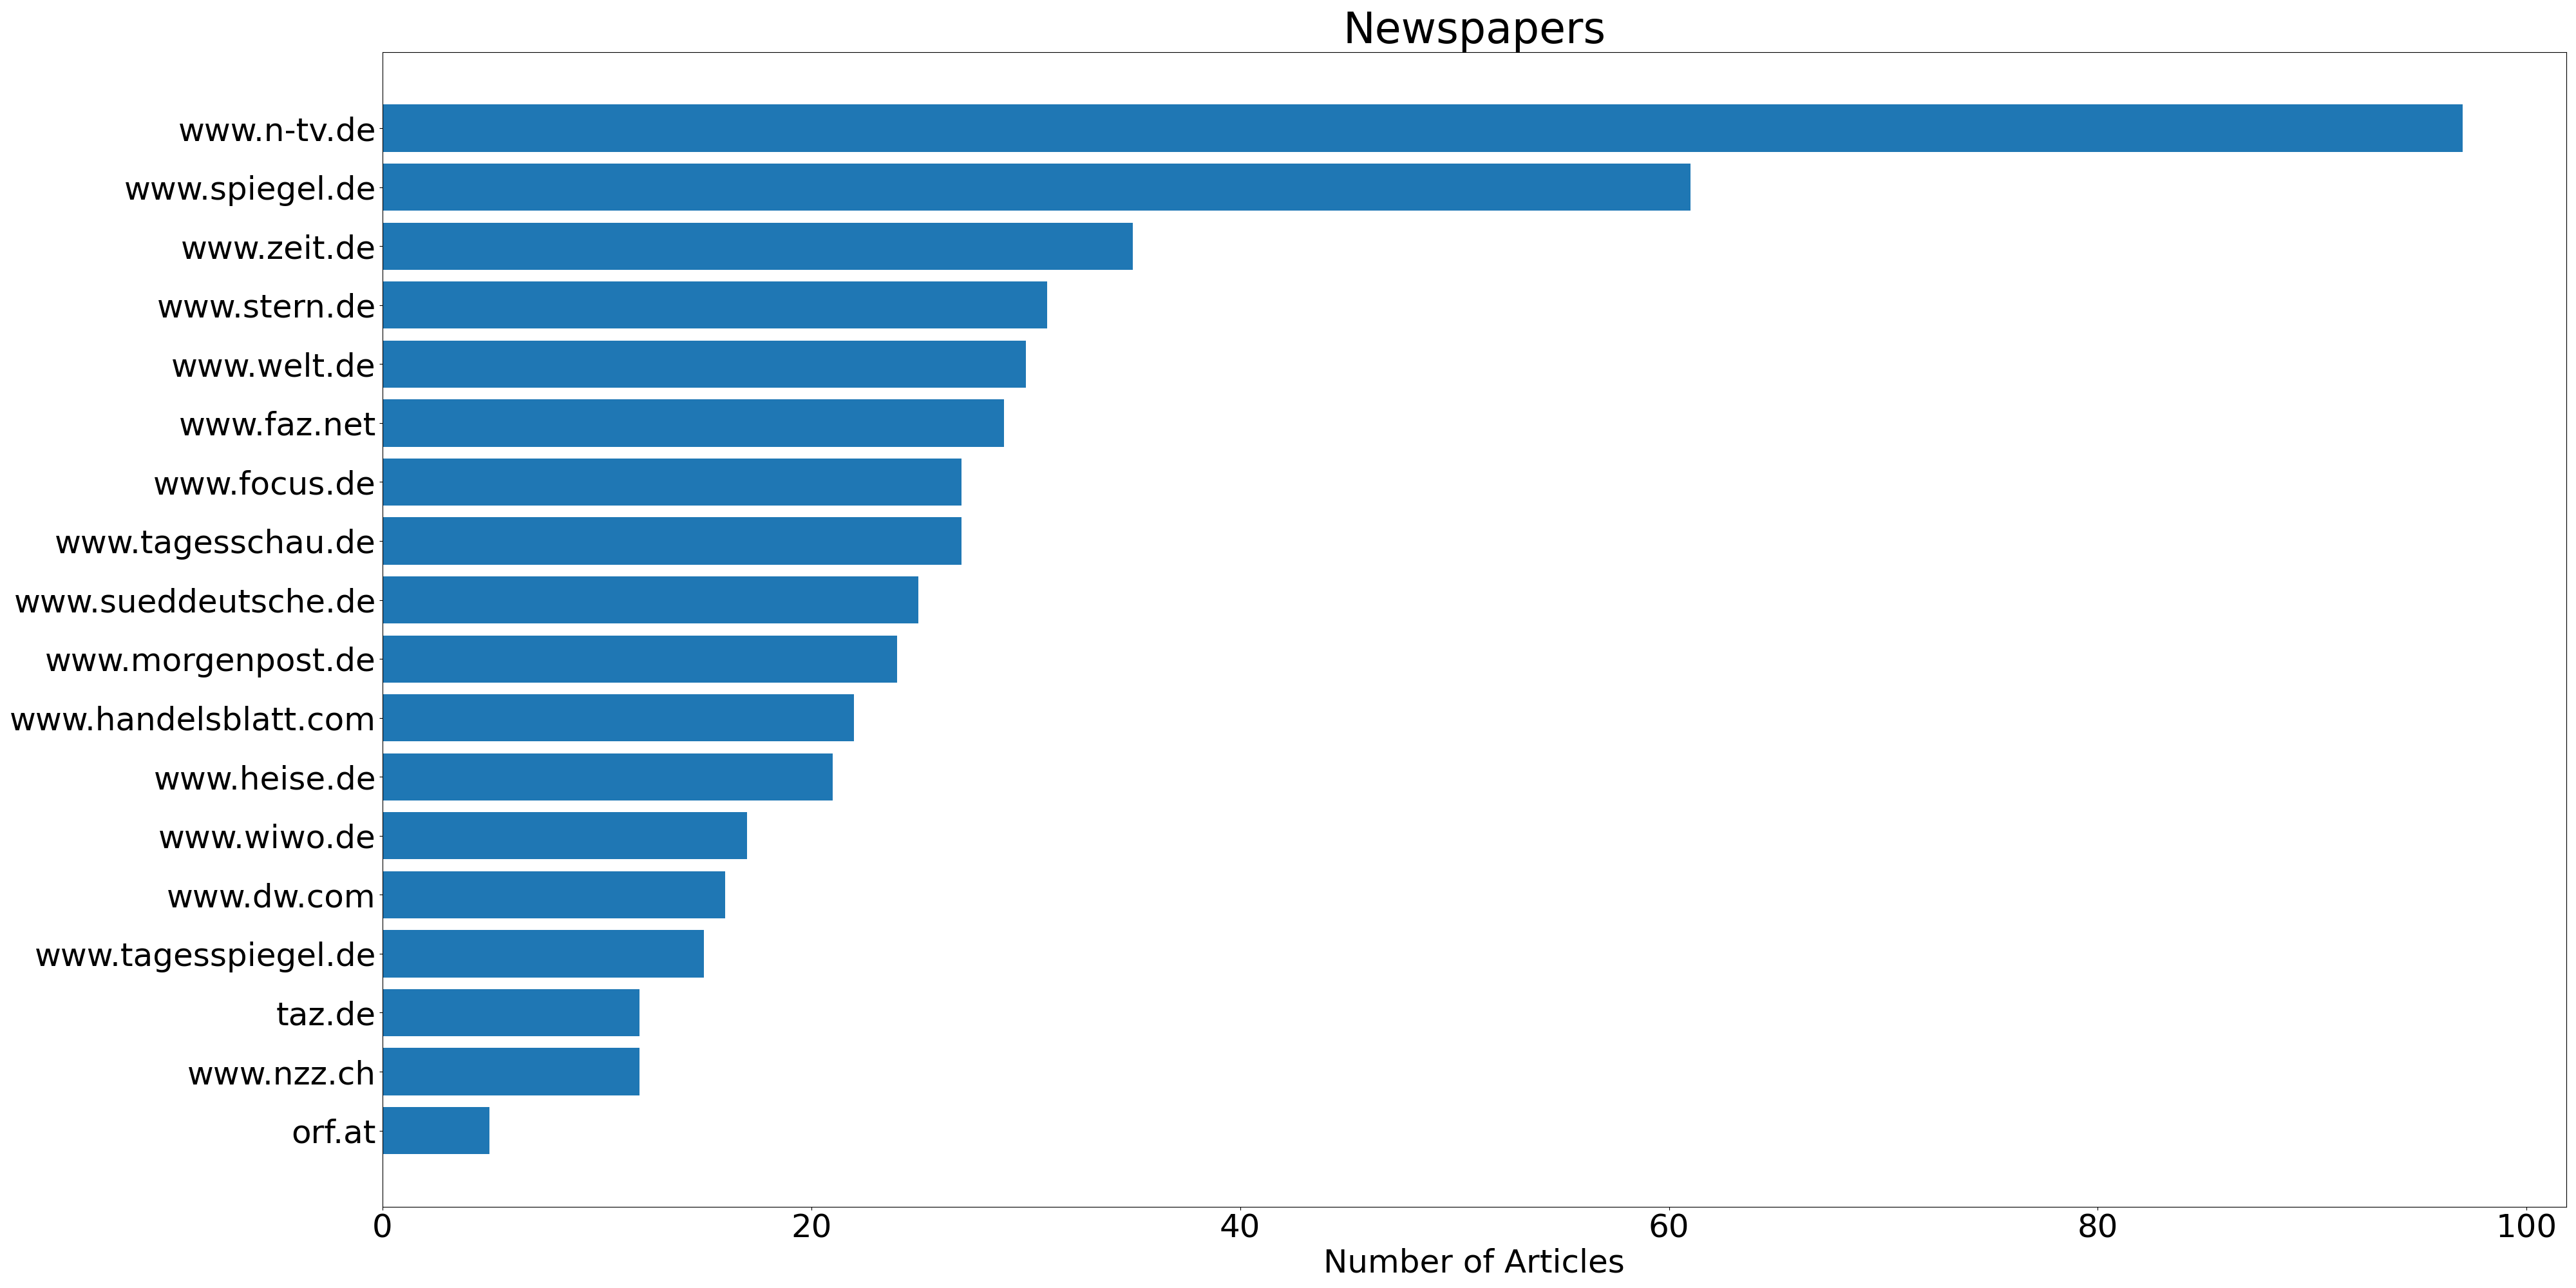 Newspapers
www.n-tv.de
www.spiegel.de
www.zeit.de
www.stern.de
www.welt.de
www.faz.net
www.focus.de
www.tagesschau.de
www.sueddeutsche.de
www.morgenpost.de
www.handelsblatt.com
www.heise.de
www.wiwo.de
www.dw.com
www.tagesspiegel.de
taz.de
www.nzz.ch
orf.at
0 20 40 60 80 100
Number of Articles